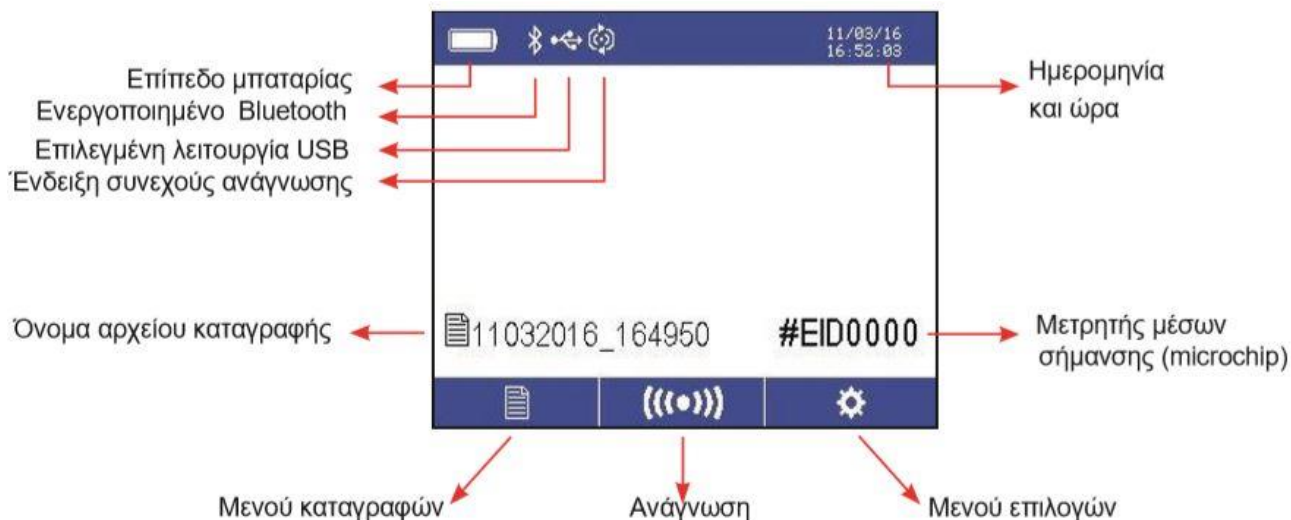 11/03/16
16:52:03
Επίπεδο μπαταρίας
Ενεργοποιημένο Bluetooth
Επιλεγμένη λειτουργία USB
Ένδειξη συνεχούς ανάγνωσης
Ημερομηνία
και ώρα
Όνομα αρχείου καταγραφής
11032016_164950
#EID0000
Μετρητής μέσων
σήμανσης (microchip)
Μενού καταγραφών
Ανάγνωση
Μενού επιλογών